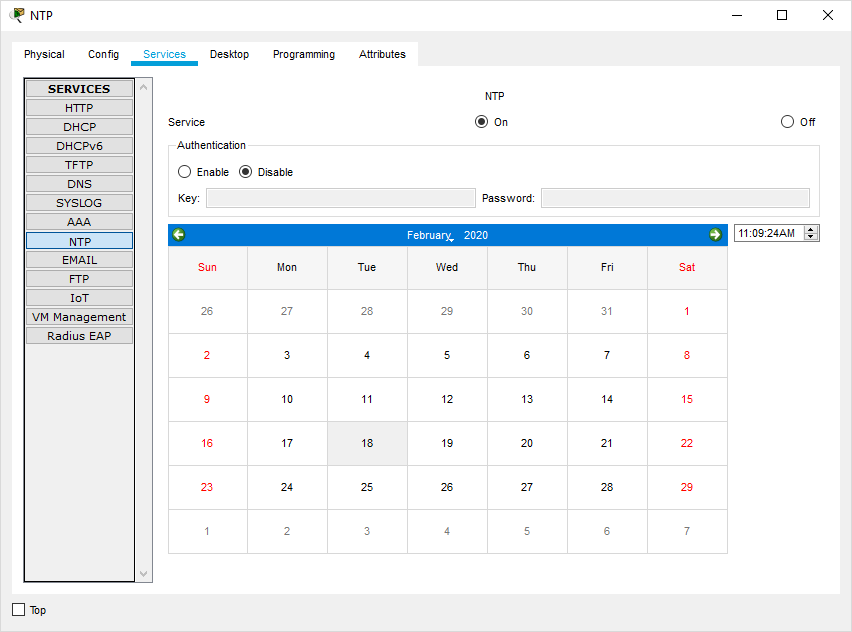 NTP
Physical Config Services Desktop Programming Attributes
SERVICES
HTTP
DHCP
DHCPv6
TFTP
DNS
SYSLOG
AAA
NTP
EMAIL
FTP
IoT
VM Management
Radius EAP
NTP
Service On Off
Authentication
Enable Disable
Key: Password:
February, 2020
11:09:24AM
Sun Mon Tue Wed Thu Fri Sat
26 27 28 29 30 31 1
2 3 4 5 6 7 8
9 10 11 12 13 14 15
16 17 18 19 20 21 22
23 24 25 26 27 28 29
1 2 3 4 5 6 7
Top